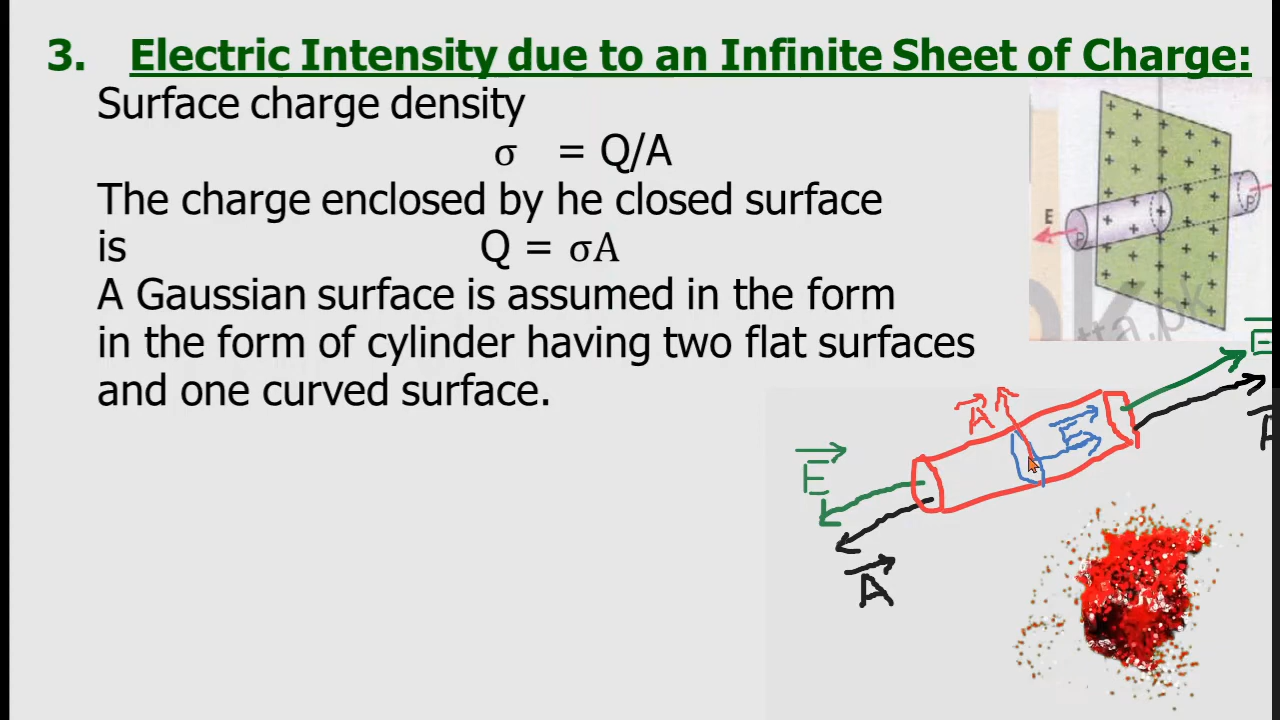 3. Electric Intensity due to an Infinite Sheet of Charge:
Surface charge density
σ = Q/A
The charge enclosed by he closed surface
is Q = σA
A Gaussian surface is assumed in the form
in the form of cylinder having two flat surfaces
and one curved surface.
E
P
P'
E
A
E
A
E
A